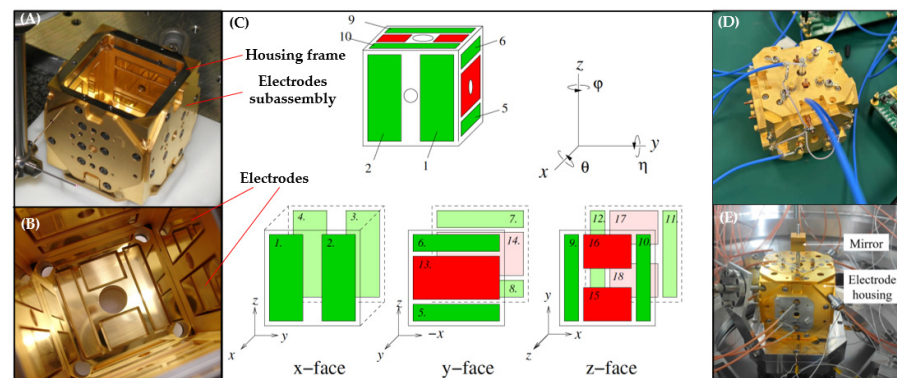 (A)
Housing frame
Electrodes
subassembly
Electrodes
(B)
(C)
9
10
6
5
2
1
z
φ
y
η
x
θ
4.
3.
1.
2.
z
y
x
x-face
7.
14.
8.
6.
13.
5.
z
-x
y
y-face
12.
17
11.
9.
16
10.
18
15
y
x
z
z-face
(D)
(E)
Mirror
Electrode
housing